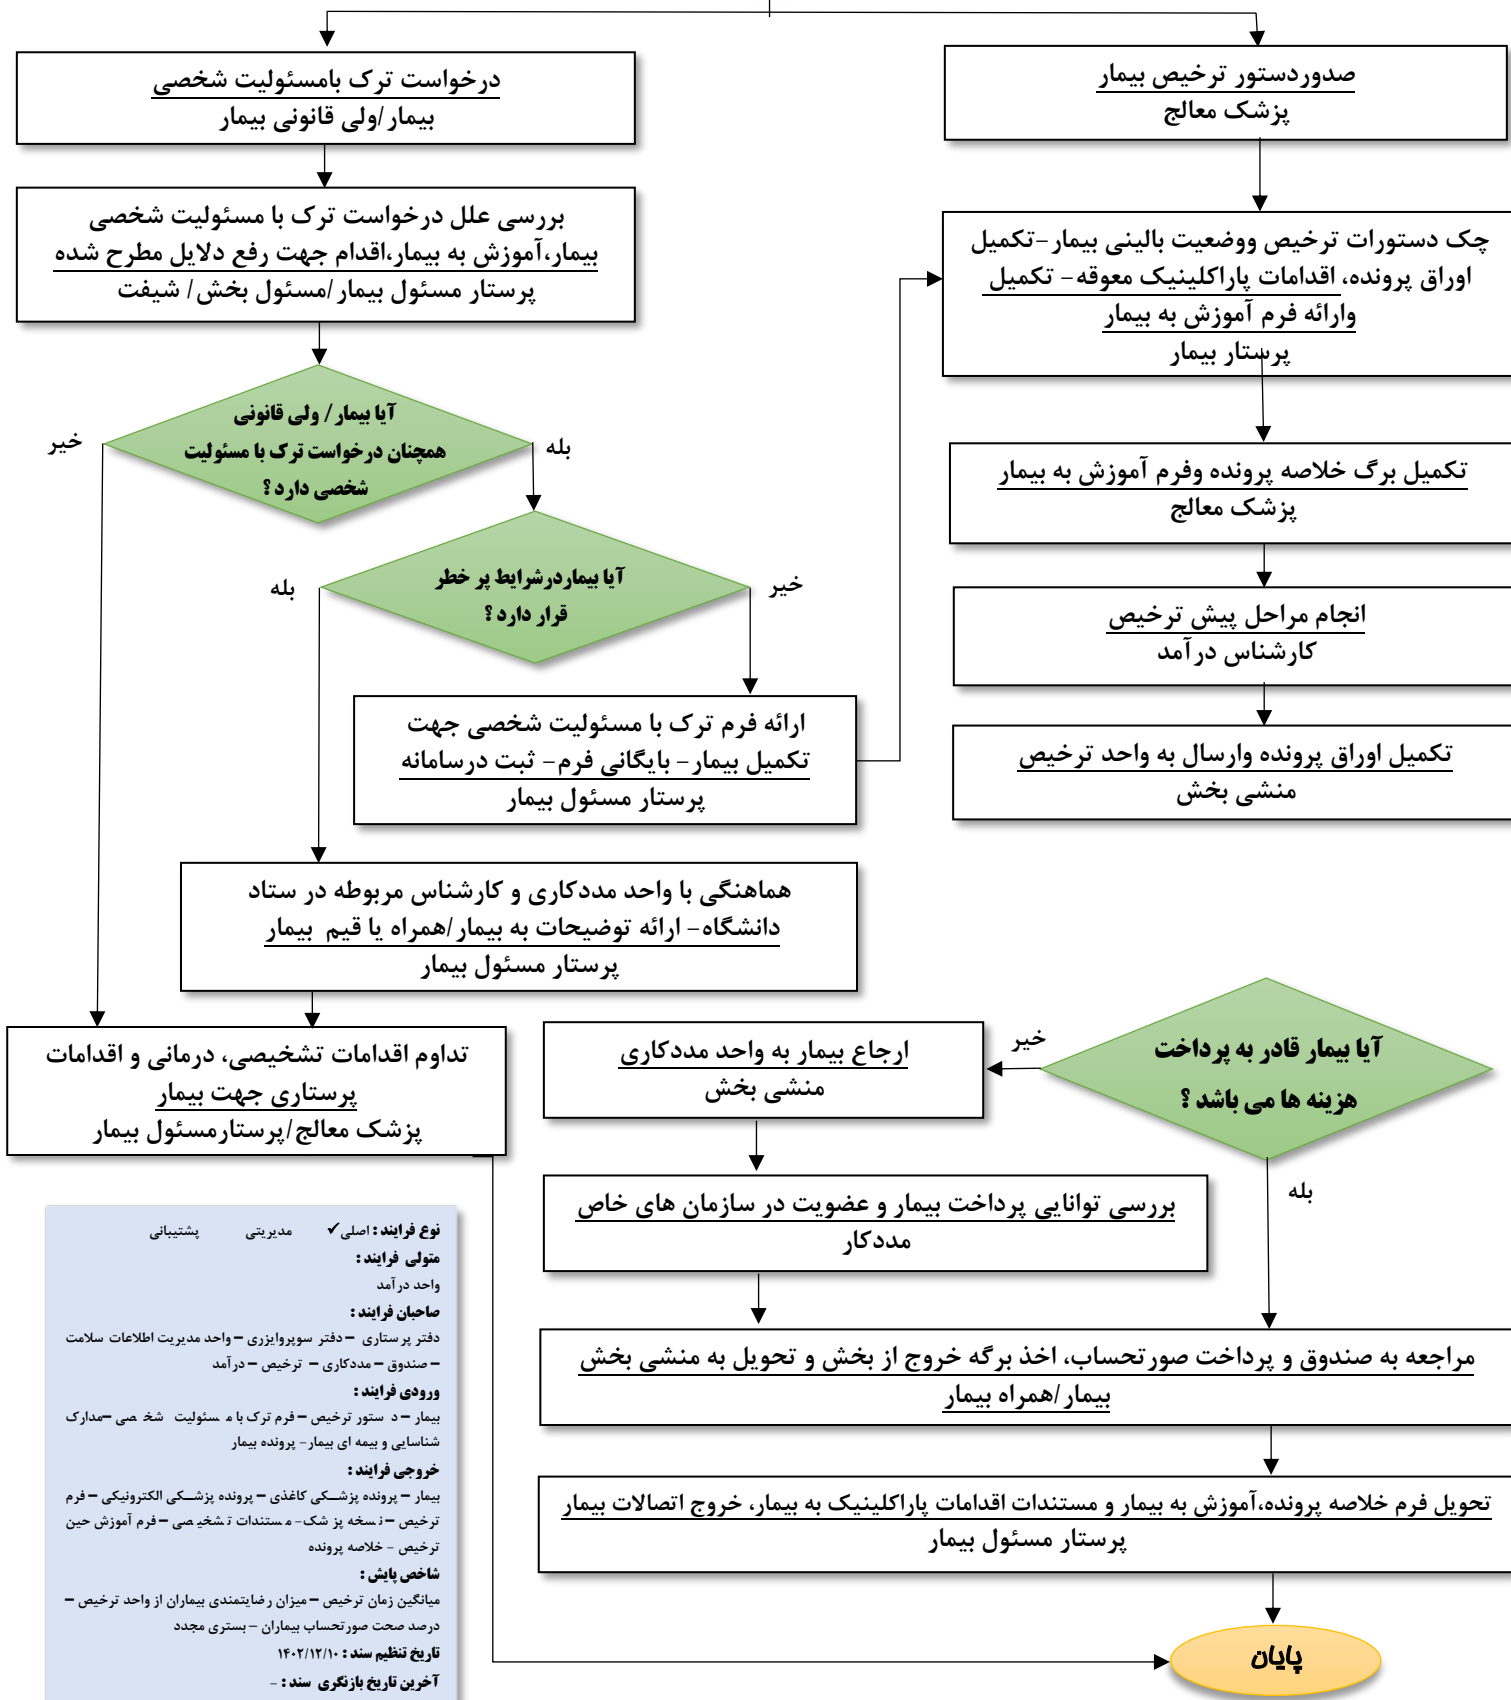 صدوردستور ترخیص بیمار
پزشک معالج
درخواست ترک بامسئولیت شخصی
بیمار/ولی قانونی بیمار
بررسی علل درخواست ترک با مسئولیت شخصی
بیمار،آموزش به بیمار،اقدام جهت رفع دلایل مطرح شده
پرستار مسئول بیمار/مسئول بخش/ شیفت
چک دستورات ترخیص ووضعیت بالینی بیمار-تکمیل
اوراق پرونده، اقدامات پاراکلینیک معوقه- تکمیل
وارائه فرم آموزش به بیمار
پرستار بیمار
آیا بیمار/ ولی قانونی
همچنان درخواست ترک با مسئولیت
شخصی دارد ؟
بله
خیر
تکمیل برگ خلاصه پرونده وفرم آموزش به بیمار
پزشک معالج
آیا بیماردرشرایط پر خطر
قرار دارد ؟
خیر
بله
انجام مراحل پیش ترخیص
کارشناس درآمد
ارائه فرم ترک با مسئولیت شخصی جهت
تکمیل بیمار- بایگانی فرم- ثبت درسامانه
پرستار مسئول بیمار
تکمیل اوراق پرونده وارسال به واحد ترخیص
منشی بخش
هماهنگی با واحد مددکاری و کارشناس مربوطه در ستاد
دانشگاه- ارائه توضیحات به بیمار/همراه یا قیم بیمار
پرستار مسئول بیمار
تداوم اقدامات تشخیصی، درمانی و اقدامات
پرستاری جهت بیمار
پزشک معالج/پرستارمسئول بیمار
آیا بیمار قادر به پرداخت
هزینه ها می باشد ؟
خیر
بله
ارجاع بیمار به واحد مددکاری
منشی بخش
بررسی توانایی پرداخت بیمار و عضویت در سازمان های خاص
مددکار
مراجعه به صندوق و پرداخت صورتحساب، اخذ برگه خروج از بخش و تحویل به منشی بخش
بیمار/همراه بیمار
تحویل فرم خلاصه پرونده،آموزش به بیمار و مستندات اقدامات پاراکلینیک به بیمار، خروج اتصالات بیمار
پرستار مسئول بیمار
پایان
نوع فرایند : اصلی✓ مدیریتی پشتیبانی
متولی فرایند :
واحد درآمد
صاحبان فرایند :
دفتر پرستاری – دفتر سوپروایزری – واحد مدیریت اطلاعات سلامت
– صندوق – مددکاری – ترخیص – درآمد
ورودی فرایند :
بیمار – د ستور ترخیص – فرم ترک با م سئولیت شخ صی –مدارک
شناسایی و بیمه ای بیمار- پرونده بیمار
خروجی فرایند :
بیمار – پرونده پزشــکی کاغذی – پرونده پزشــکی الکترونیکی – فرم
ترخیص – ن سخه پز شک- م ستندات ت شخی صی – فرم آموزش حین
ترخیص - خلاصه پرونده
شاخص پایش :
میانگین زمان ترخیص – میزان رضایتمندی بیماران از واحد ترخیص –
درصد صحت صورتحساب بیماران – بستری مجدد
تاریخ تنظیم سند : ۱۴۰۲/۱۲/۱۰
آخرین تاریخ بازنگری سند : -